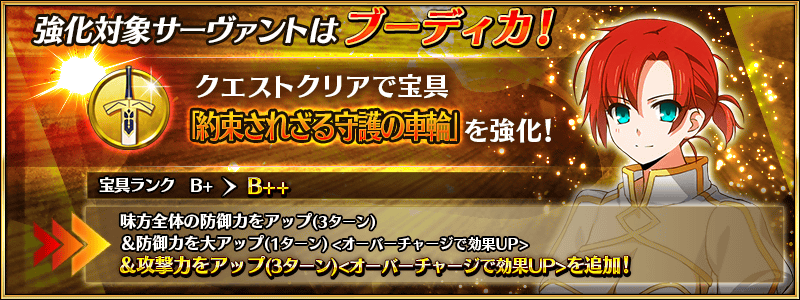 強化対象サーヴァントは ブーディカ！
クエストクリアで宝具
「約束されざる守護の車輪」を強化！
宝具ランク B+ > B++
味方全体の防御力をアップ(3ターン)
＆防御力を大アップ(1ターン)<オーバーチャージで効果UP>
＆攻撃力をアップ(3ターン)<オーバーチャージで効果UP>を追加！